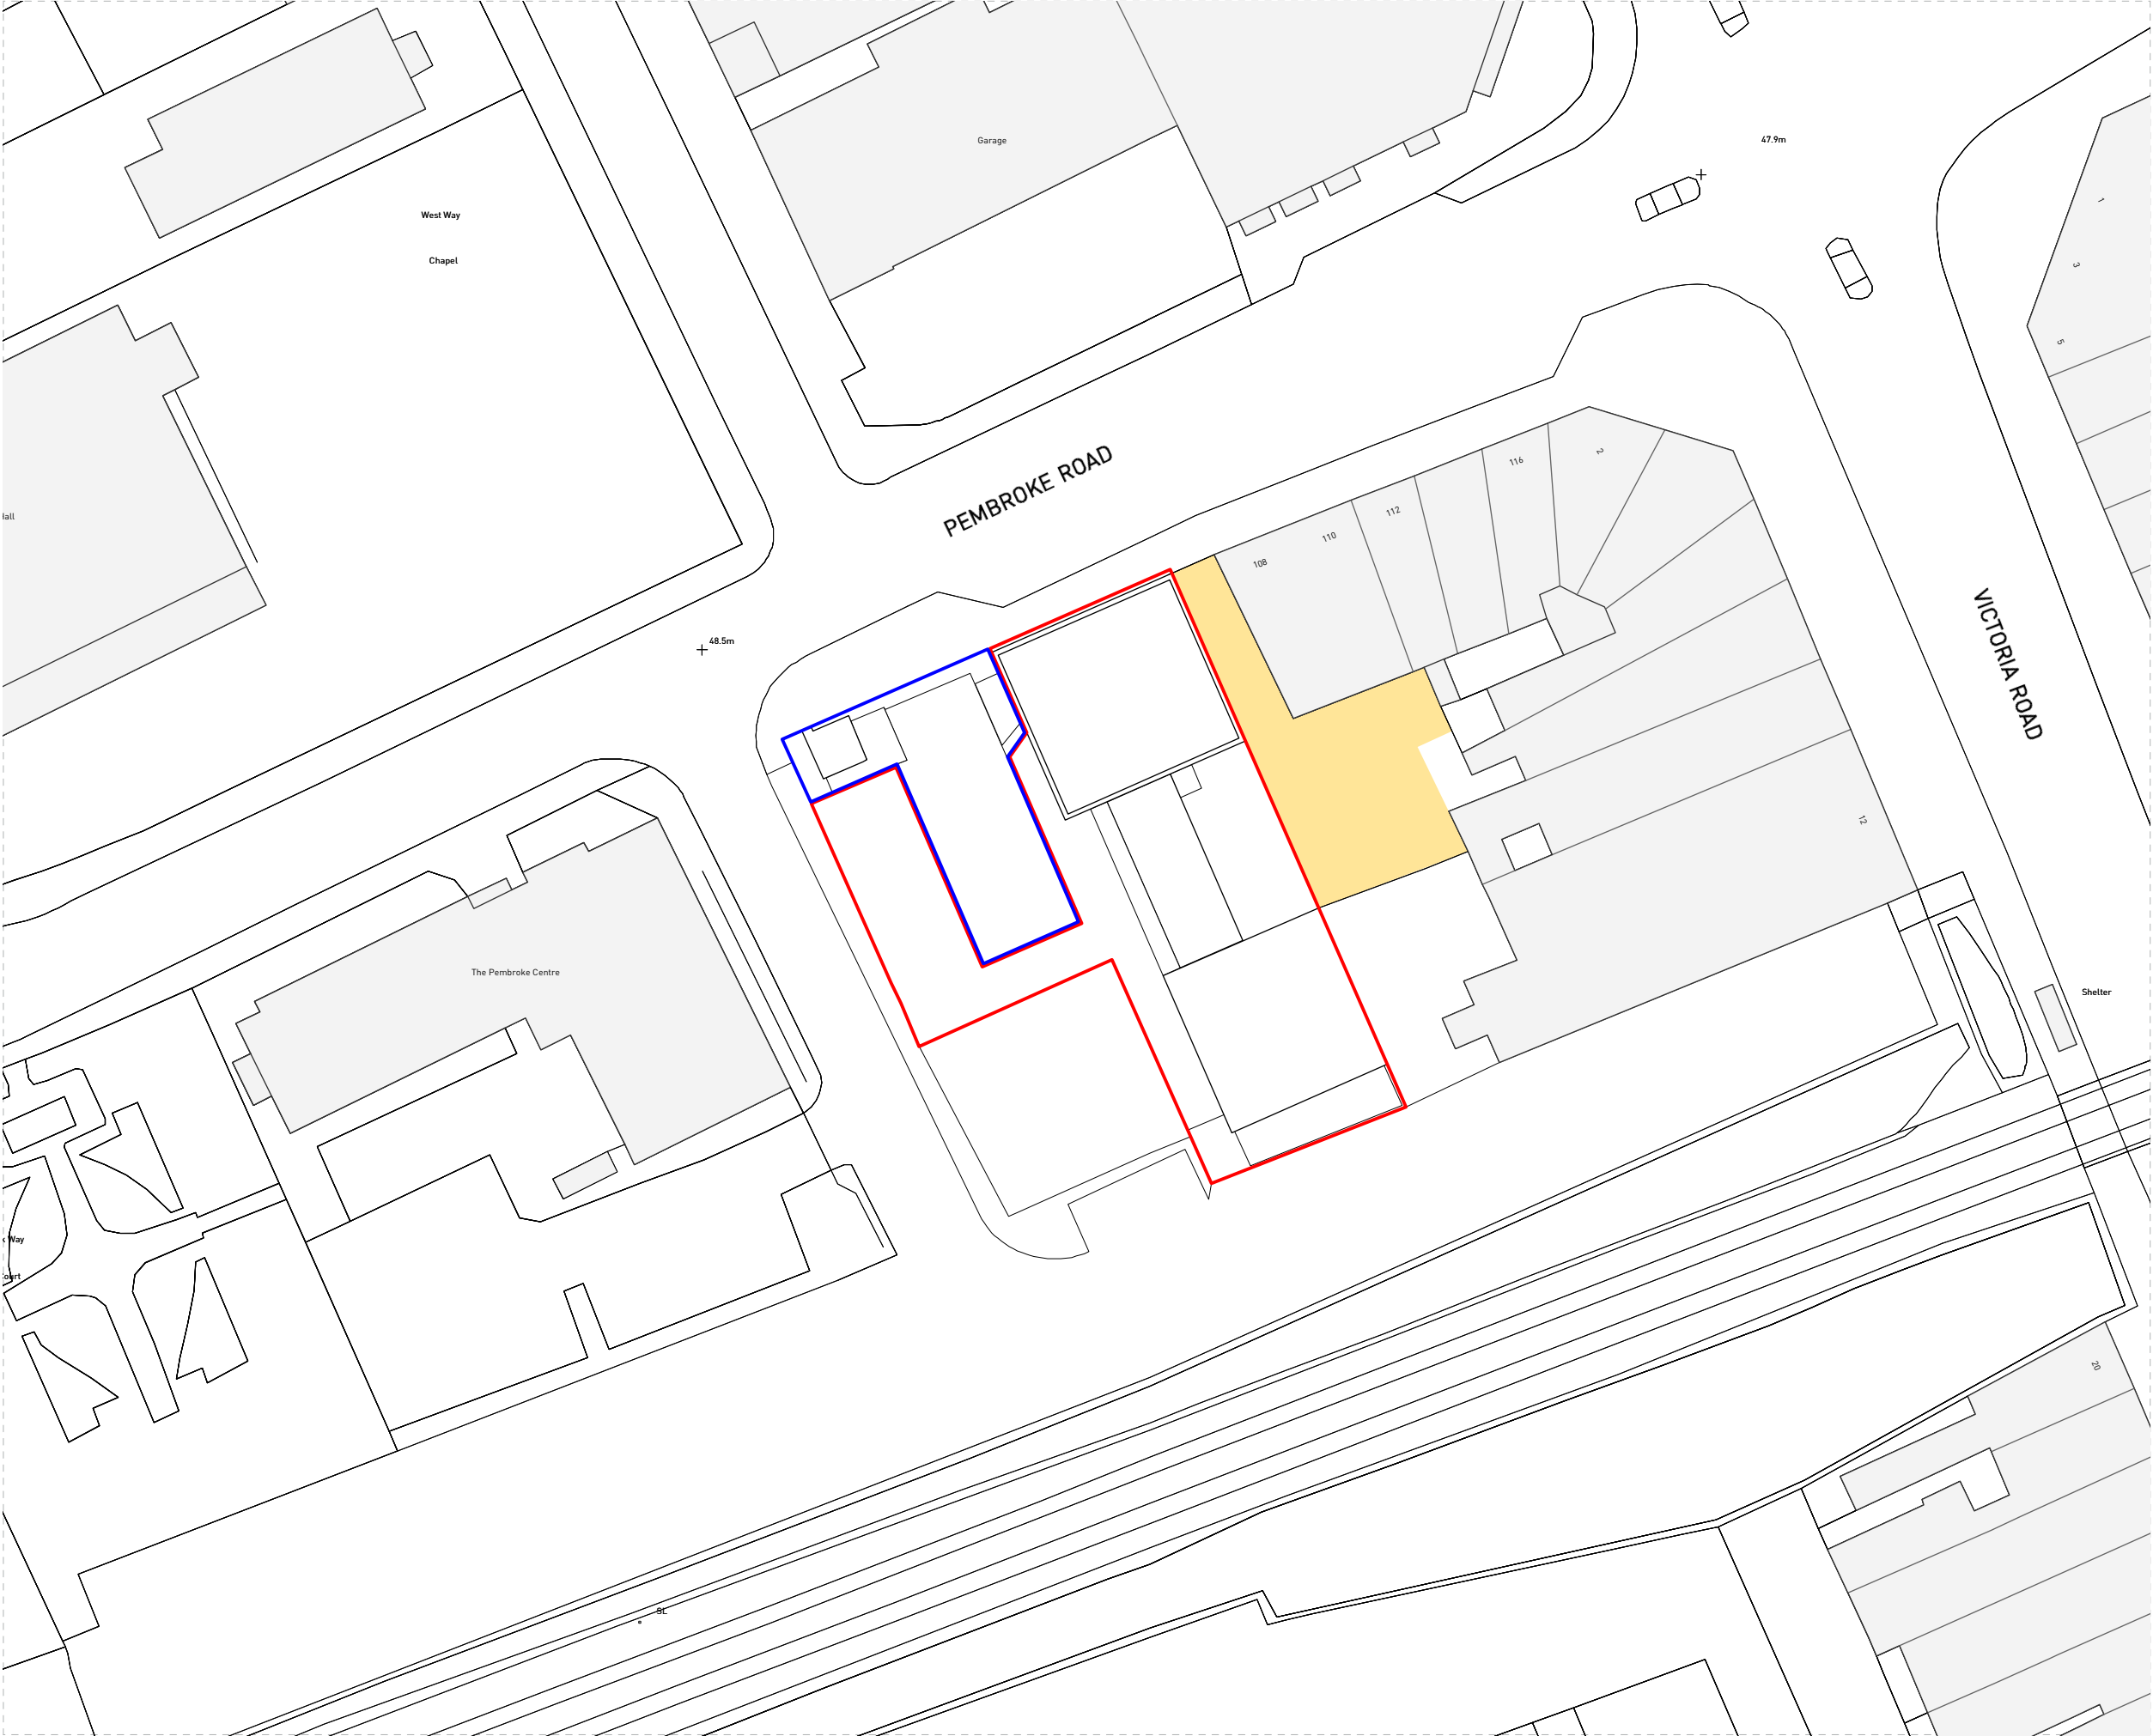 Garage
47.9m
West Way
Chapel
1
3
5
PEMBROKE ROAD
108
110
112
116
2
VICTORIA ROAD
48.5m
12
The Pembroke Centre
Shelter
Way
20
SL